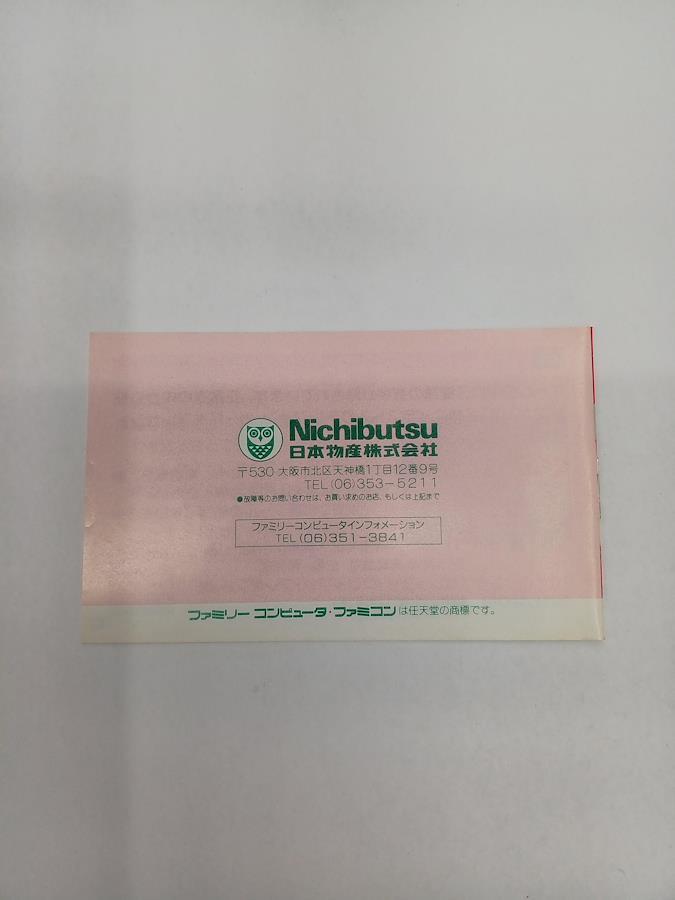 Nichibutsu
日本物産株式会社
〒530 大阪市北区天神橋1丁目12番9号
TEL(06)353-5211
●故障等のお問い合わせは、お買い求めのお店、もしくは上記まで
ファミリーコンピュータインフォメーション
TEL(06)351-3841
ファミリー コンピュータ・ファミコンは任天堂の商標です。